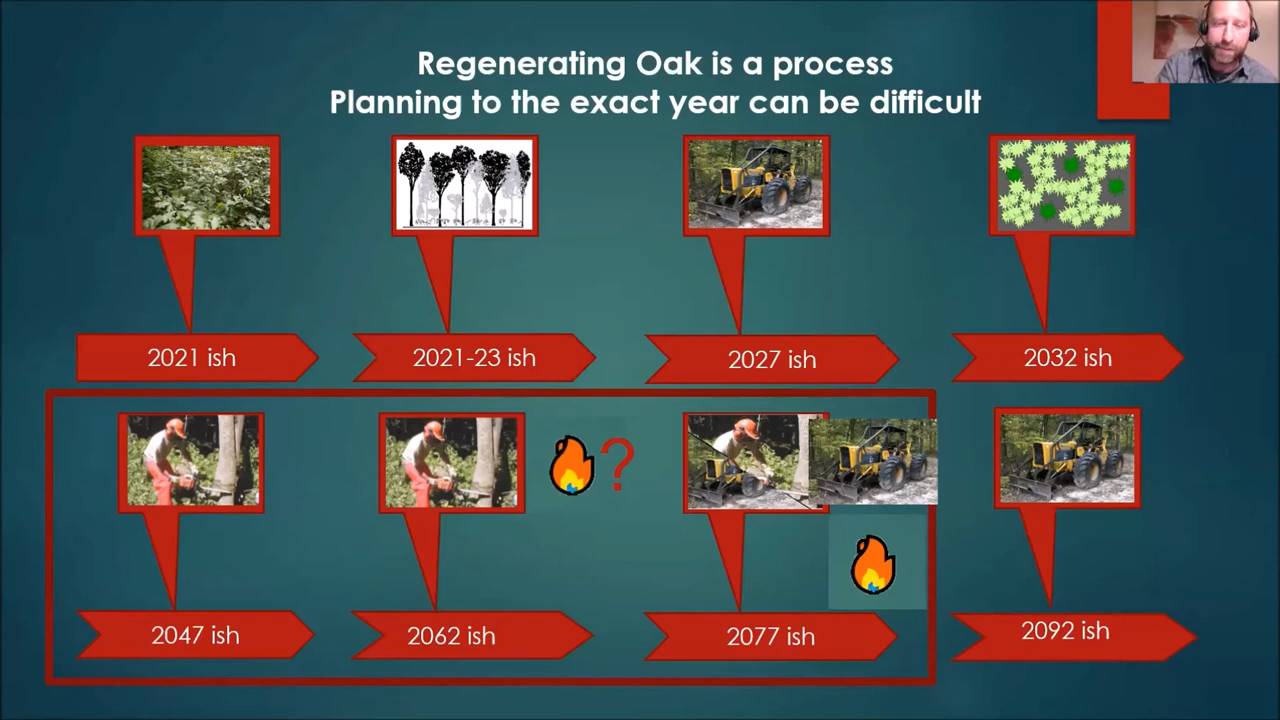 Regenerating Oak is a process
Planning to the exact year can be difficult
2021 ish
2021-23 ish
2027 ish
2032 ish
?
2047 ish
2062 ish
2077 ish
2092 ish